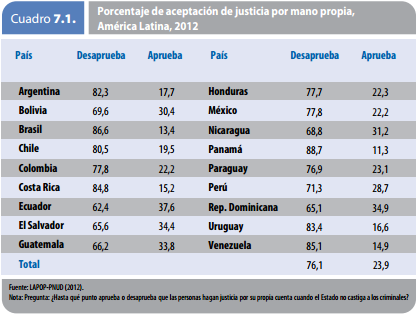 Cuadro 7.1.
Porcentaje de aceptación de justicia por mano propia,
América Latina, 2012
País Desaprueba Aprueba País Desaprueba Aprueba
Argentina 82,3 17,7 Honduras 77,7 22,3
Bolivia 69,6 30,4 México 77,8 22,2
Brasil 86,6 13,4 Nicaragua 68,8 31,2
Chile 80,5 19,5 Panamá 88,7 11,3
Colombia 77,8 22,2 Paraguay 76,9 23,1
Costa Rica 84,8 15,2 Perú 71,3 28,7
Ecuador 62,4 37,6 Rep. Dominicana 65,1 34,9
El Salvador 65,6 34,4 Uruguay 83,4 16,6
Guatemala 66,2 33,8 Venezuela 85,1 14,9
Total 76,1 23,9
Fuente: LAPOP-PNUD (2012).
Nota: Pregunta: ¿Hasta qué punto aprueba o desaprueba que las personas hagan justicia por su propia cuenta cuando el Estado no castiga a los criminales?